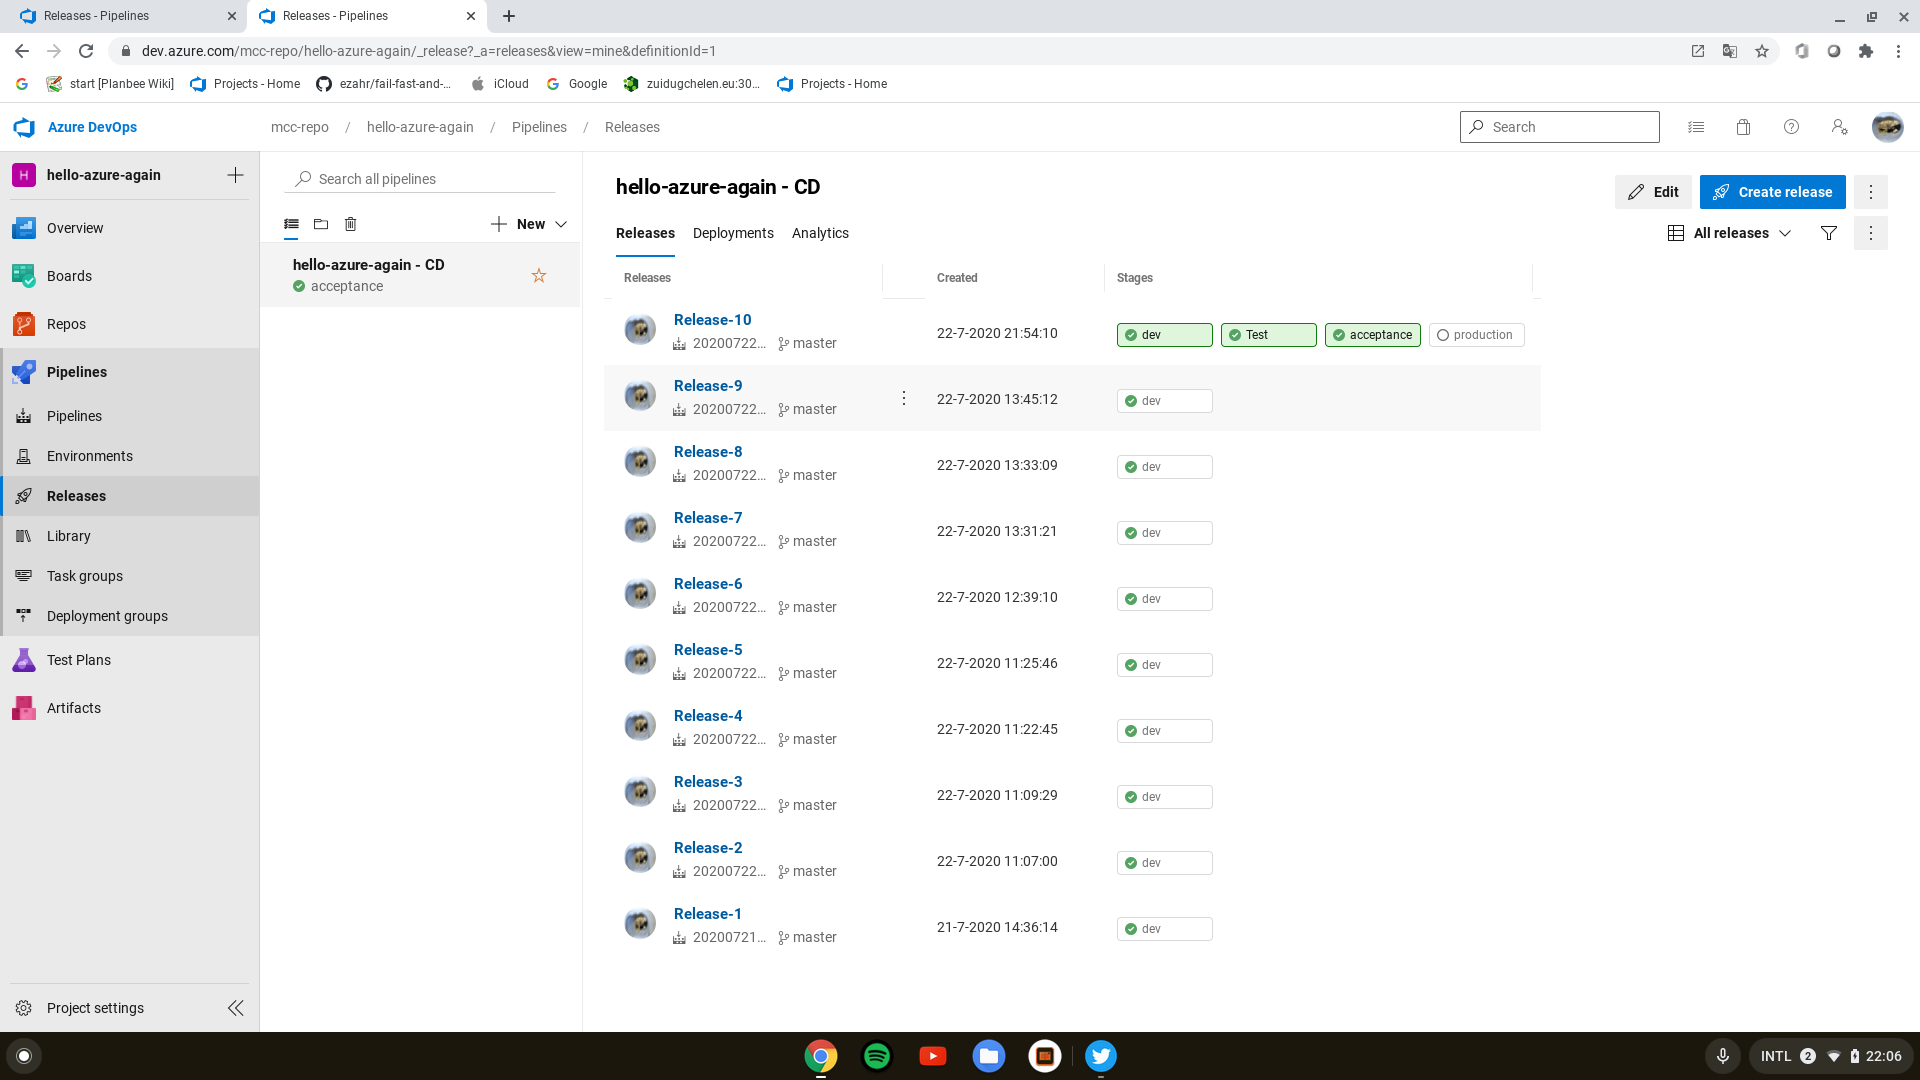 Releases - Pipelines
Releases - Pipelines
dev.azure.com/mcc-repo/hello-azure-again/_release?_a=releases&view=mine&definitionId=1
start [Planbee Wiki]
Projects - Home
ezahr/fail-fast-and-...
iCloud
Google
zuidugchelen.eu:30...
Projects - Home
Azure DevOps
mcc-repo / hello-azure-again / Pipelines / Releases
Search
H
hello-azure-again
Overview
Boards
Repos
Pipelines
Pipelines
Environments
Releases
Library
Task groups
Deployment groups
Test Plans
Artifacts
Project settings
Search all pipelines
New
hello-azure-again - CD
acceptance
hello-azure-again - CD
Edit
Create release
Releases Deployments Analytics
All releases
Releases Created Stages
Release-10
20200722... master
22-7-2020 21:54:10
dev Test acceptance production
Release-9
20200722... master
22-7-2020 13:45:12
dev
Release-8
20200722... master
22-7-2020 13:33:09
dev
Release-7
20200722... master
22-7-2020 13:31:21
dev
Release-6
20200722... master
22-7-2020 12:39:10
dev
Release-5
20200722... master
22-7-2020 11:25:46
dev
Release-4
20200722... master
22-7-2020 11:22:45
dev
Release-3
20200722... master
22-7-2020 11:09:29
dev
Release-2
20200722... master
22-7-2020 11:07:00
dev
Release-1
20200721... master
21-7-2020 14:36:14
dev
INTL 2 22:06